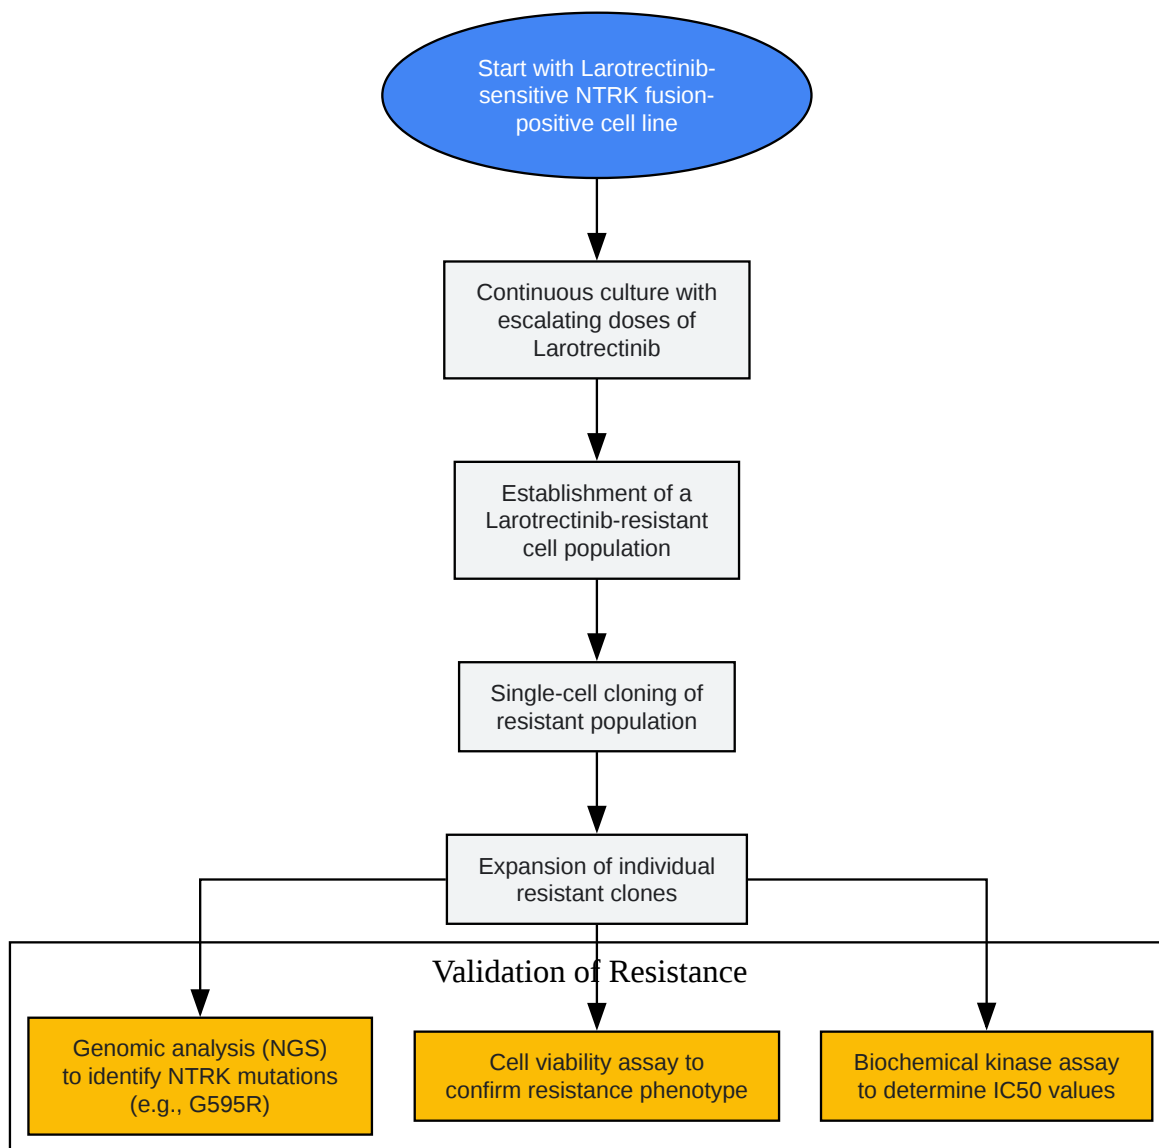 Start with Larotrectinib-
sensitive NTRK fusion-
positive cell line
Continuous culture with
escalating doses of
Larotrectinib
Establishment of a
Larotrectinib-resistant
cell population
Single-cell cloning of
resistant population
Expansion of individual
resistant clones
Validation of Resistance
Genomic analysis (NGS)
to identify NTRK mutations
(e.g., G595R)
Cell viability assay to
confirm resistance phenotype
Biochemical kinase assay
to determine IC50 values